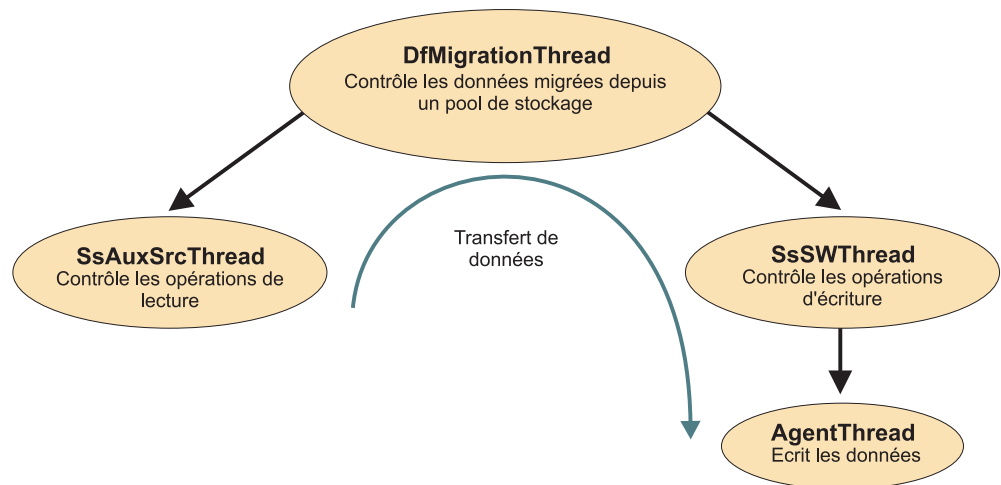 DfMigrationThread
Contrôle les données migrées depuis
un pool de stockage
Transfert de
données
SsAuxSrcThread
Contrôle les opérations de
lecture
SsSWThread
Contrôle les opérations
d'écriture
AgentThread
Ecrit les données